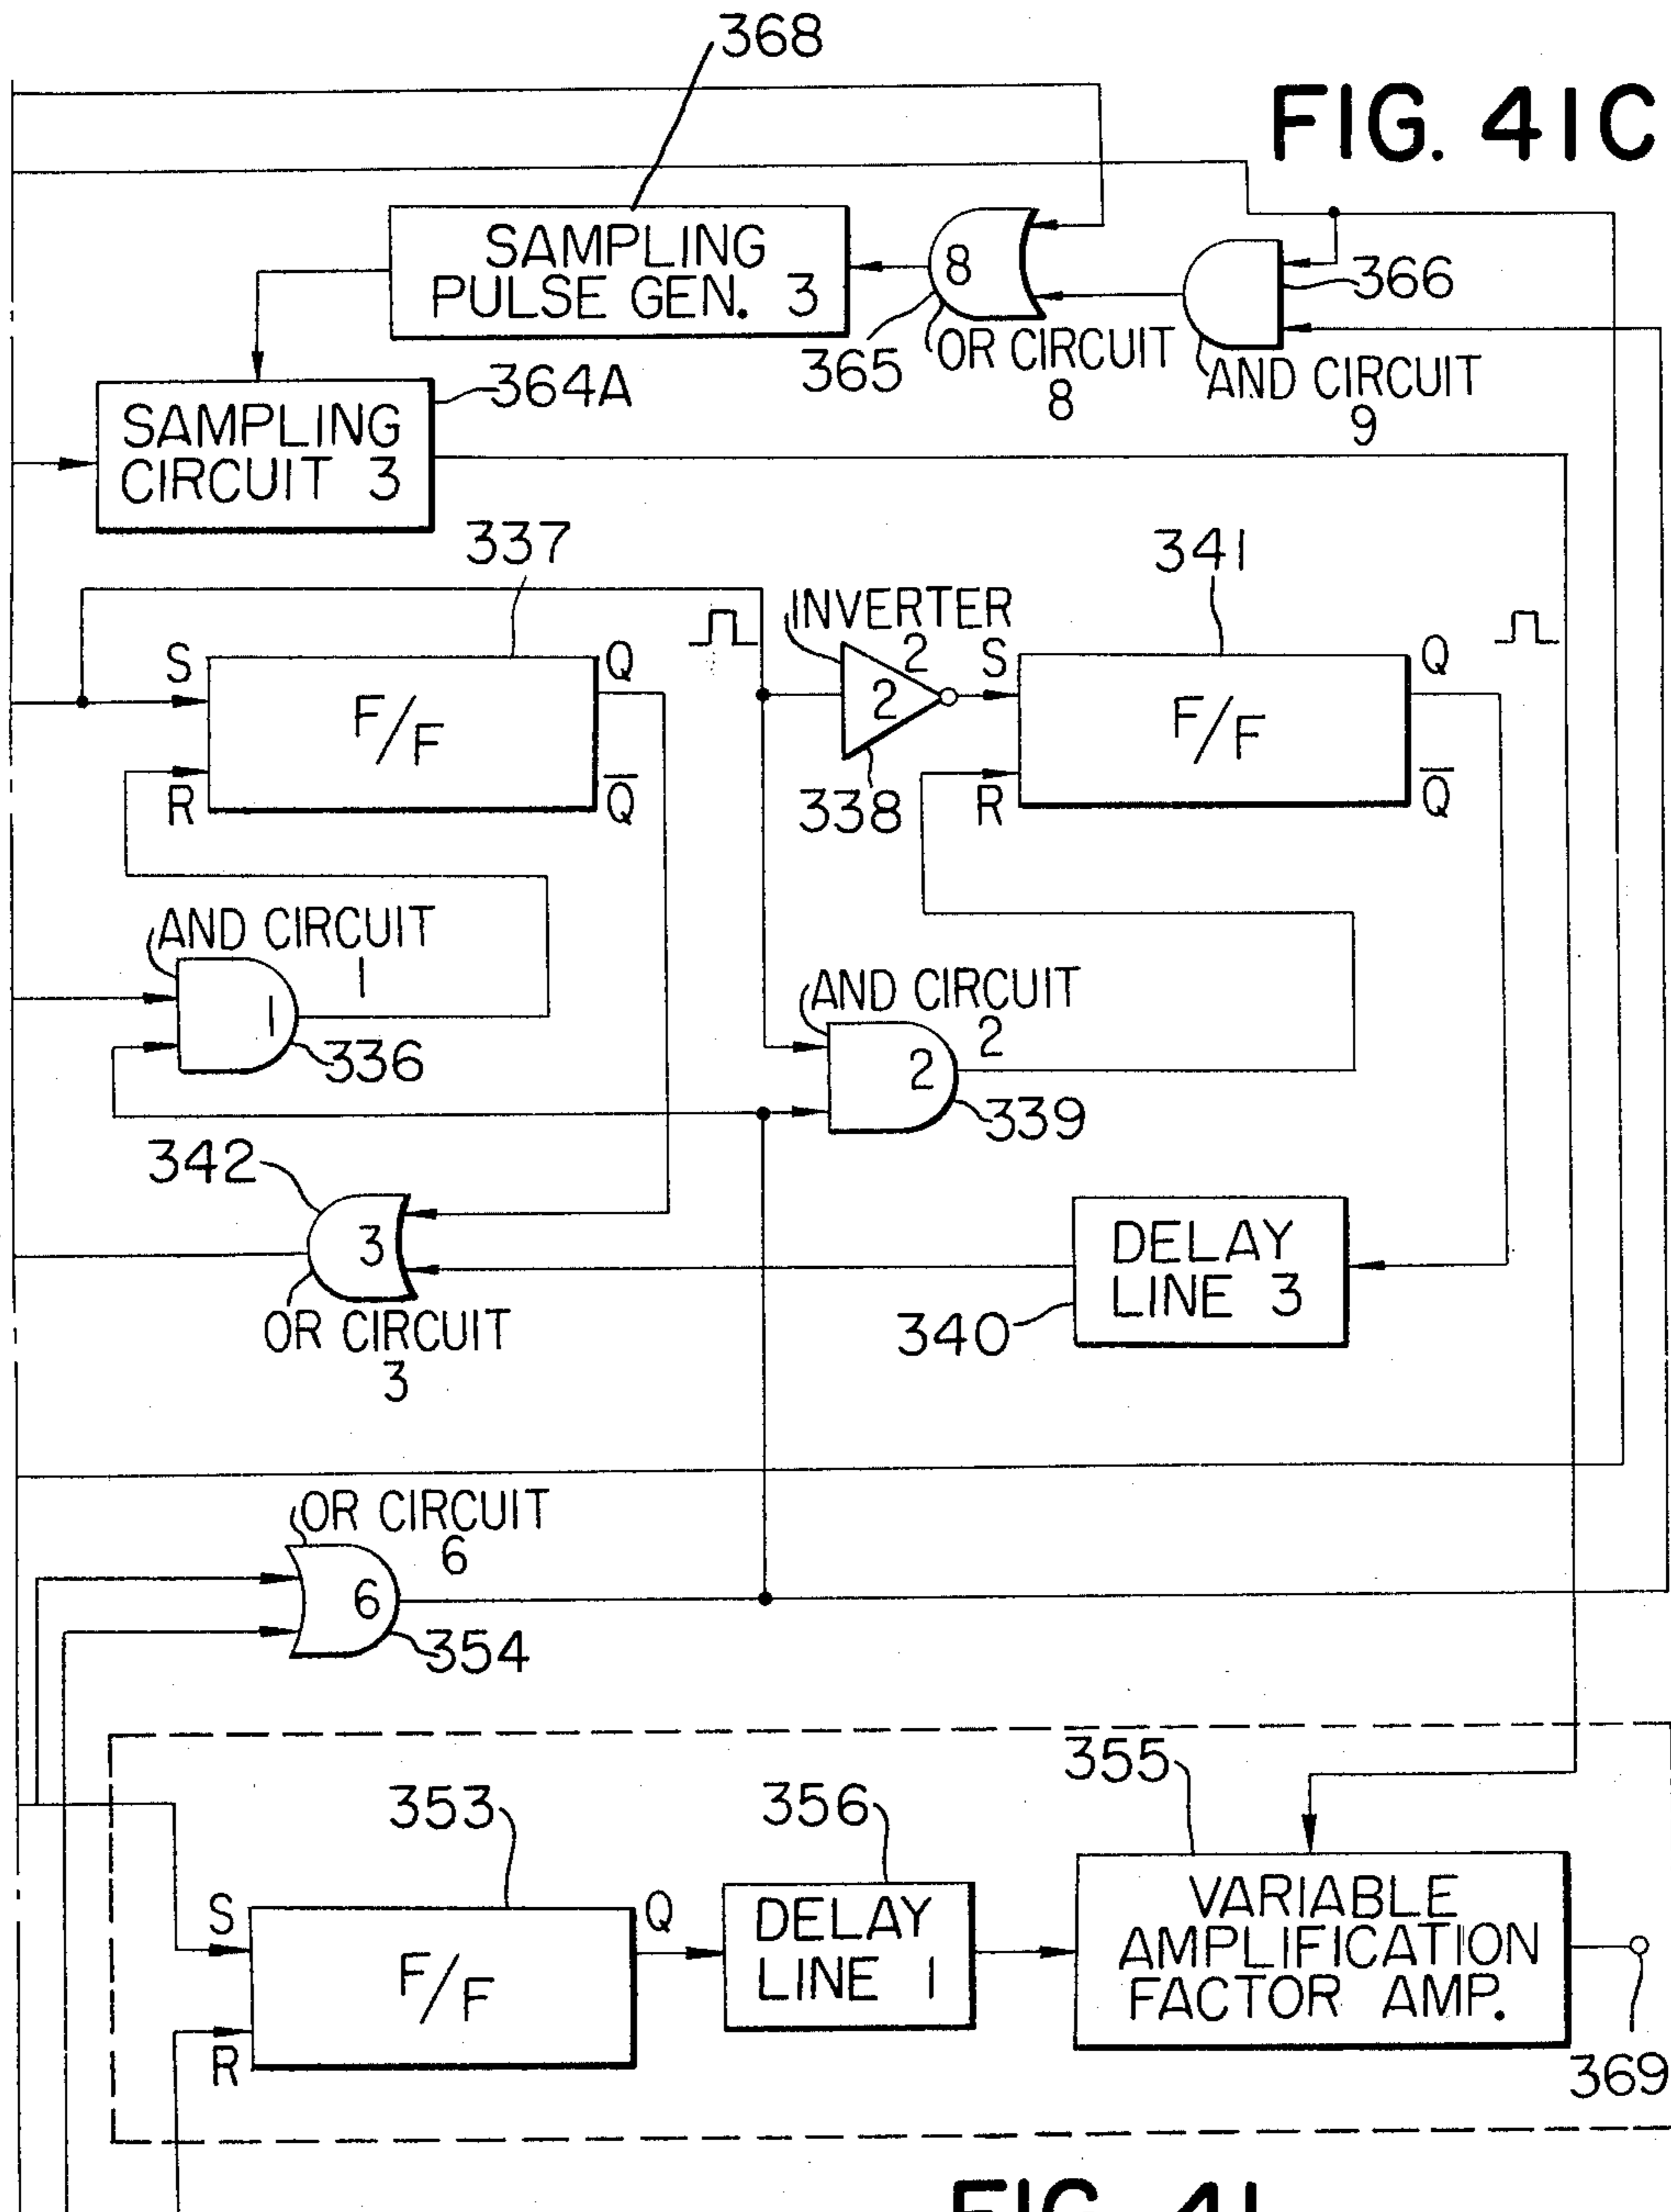 368
FIG. 41C
SAMPLING
PULSE GEN. 3
8
366
365
OR CIRCUIT
8
AND CIRCUIT
9
364A
SAMPLING
CIRCUIT 3
337
341
INVERTER
2
S
Q
2
S
Q
F/F
F/F
R
Q̅
338
R
Q̅
AND CIRCUIT
1
1
336
AND CIRCUIT
2
2
339
342
3
OR CIRCUIT
3
DELAY
LINE 3
340
OR CIRCUIT
6
6
354
355
353
356
S
Q
F/F
R
DELAY
LINE 1
VARIABLE
AMPLIFICATION
FACTOR AMP.
369